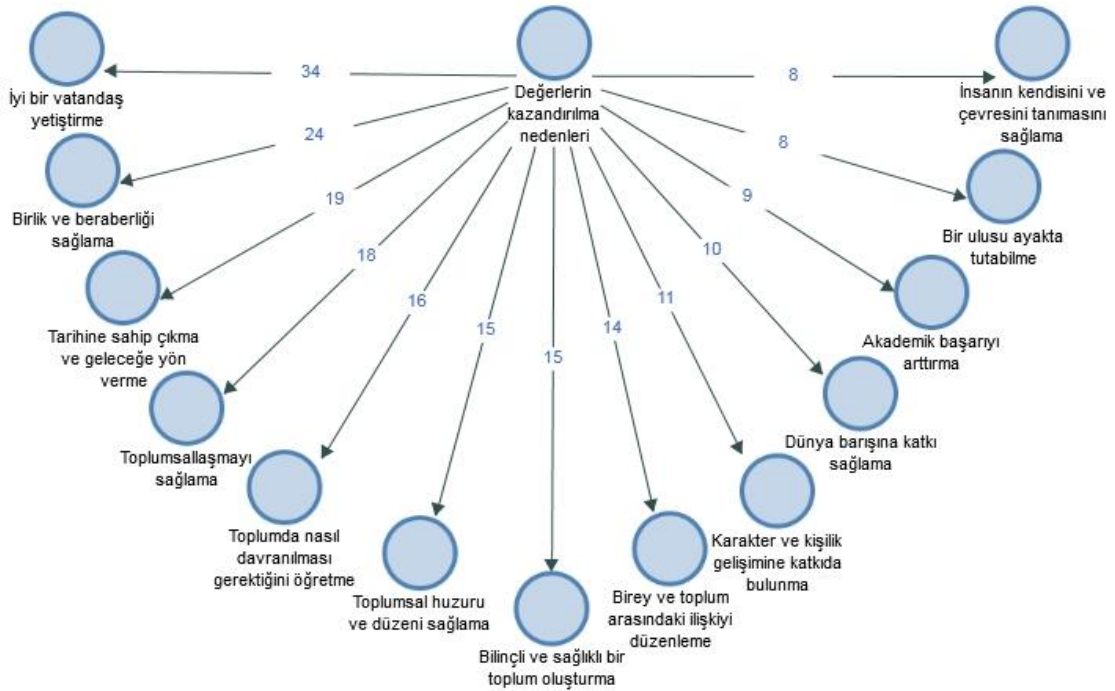 Değerlerin
kazandırılma
nedenleri
34
İyi bir vatandaş
yetiştirme
24
Birlik ve beraberliği
sağlama
19
Tarihine sahip çıkma
ve geleceğe yön
verme
18
Toplumsallaşmayı
sağlama
16
Toplumda nasıl
davranılması
gerektiğini öğretme
15
Toplumsal huzuru
ve düzeni sağlama
15
Bilinçli ve sağlıklı bir
toplum oluşturma
14
Birey ve toplum
arasındaki ilişkiyi
düzenleme
11
Karakter ve kişilik
gelişimine katkıda
bulunma
10
Dünya barışına katkı
sağlama
9
Akademik başarıyı
arttırma
8
Bir ulusu ayakta
tutabilme
8
İnsanın kendisini ve
çevresini tanımasını
sağlama